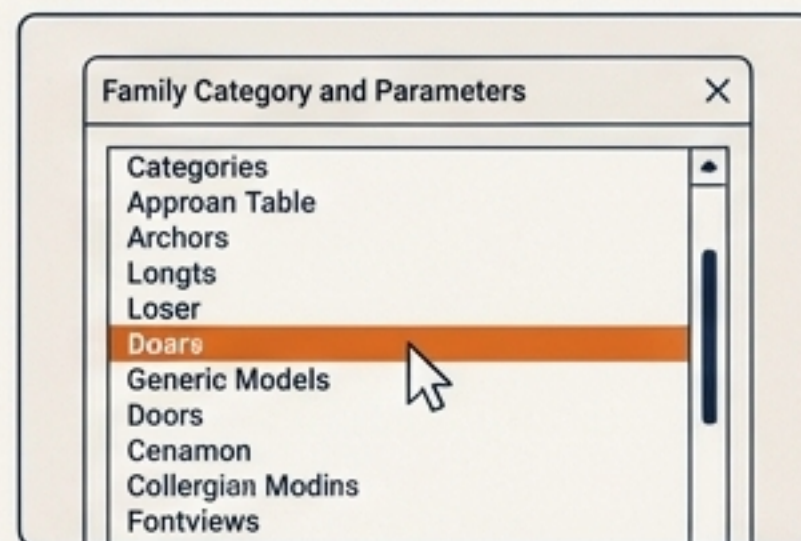 Family Category and Parameters
Categories
Approan Table
Archors
Longts
Loser
Doars
Generic Models
Doors
Cenamon
Collergian Modins
Fontviews